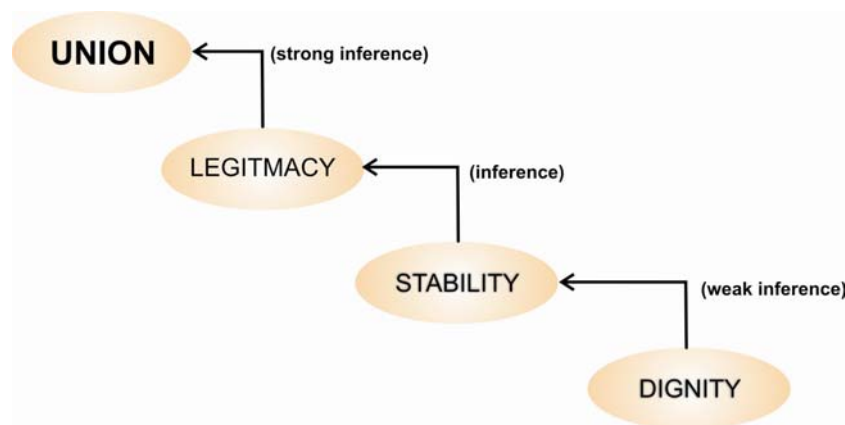 UNION
(strong inference)
LEGITMACY
(inference)
STABILITY
(weak inference)
DIGNITY